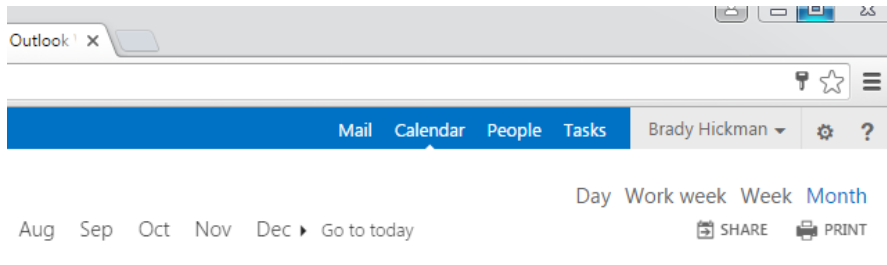 Outlook
Mail Calendar People Tasks Brady Hickman ?
Day Work week Week Month
Aug Sep Oct Nov Dec Go to today SHARE PRINT